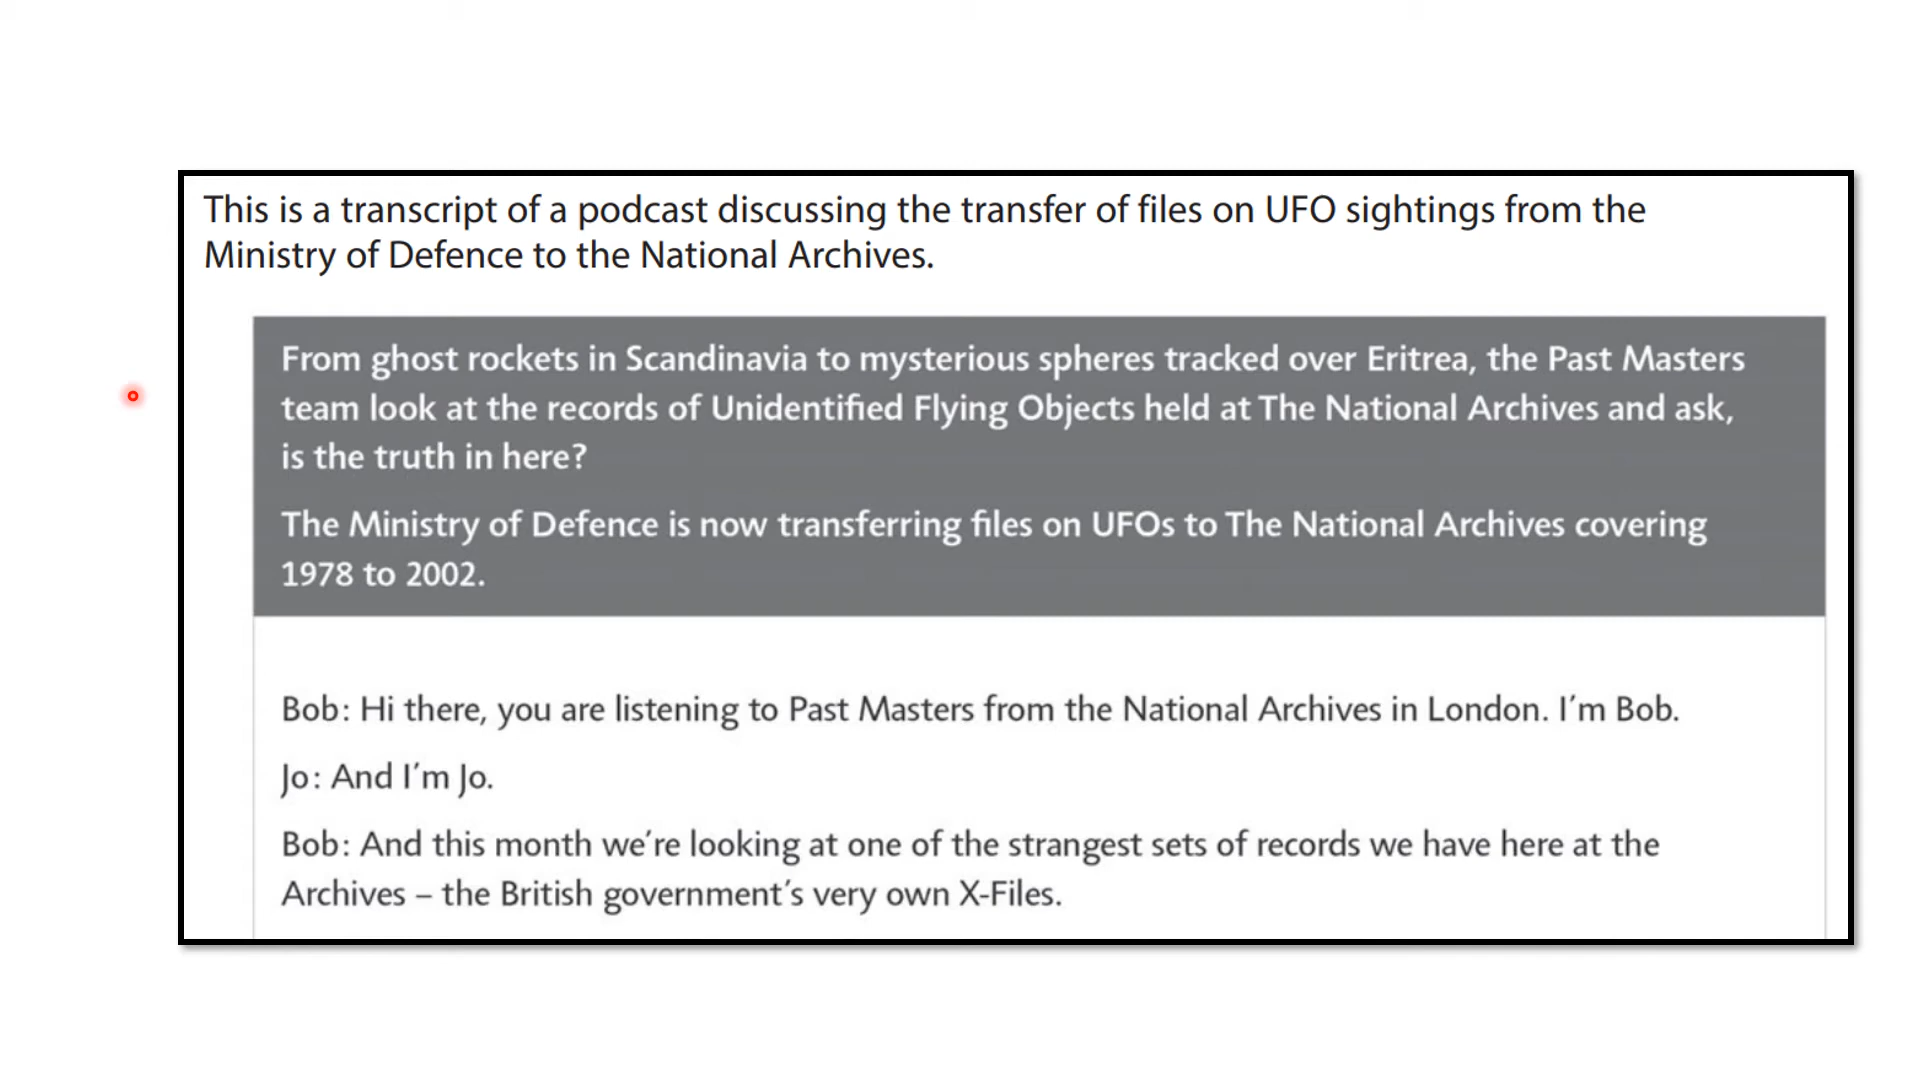 This is a transcript of a podcast discussing the transfer of files on UFO sightings from the
Ministry of Defence to the National Archives.
From ghost rockets in Scandinavia to mysterious spheres tracked over Eritrea, the Past Masters
team look at the records of Unidentified Flying Objects held at The National Archives and ask,
is the truth in here?
The Ministry of Defence is now transferring files on UFOs to The National Archives covering
1978 to 2002.
Bob: Hi there, you are listening to Past Masters from the National Archives in London. I´m Bob.
Jo: And I´m Jo.
Bob: And this month we´re looking at one of the strangest sets of records we have here at the
Archives – the British government´s very own X-Files.